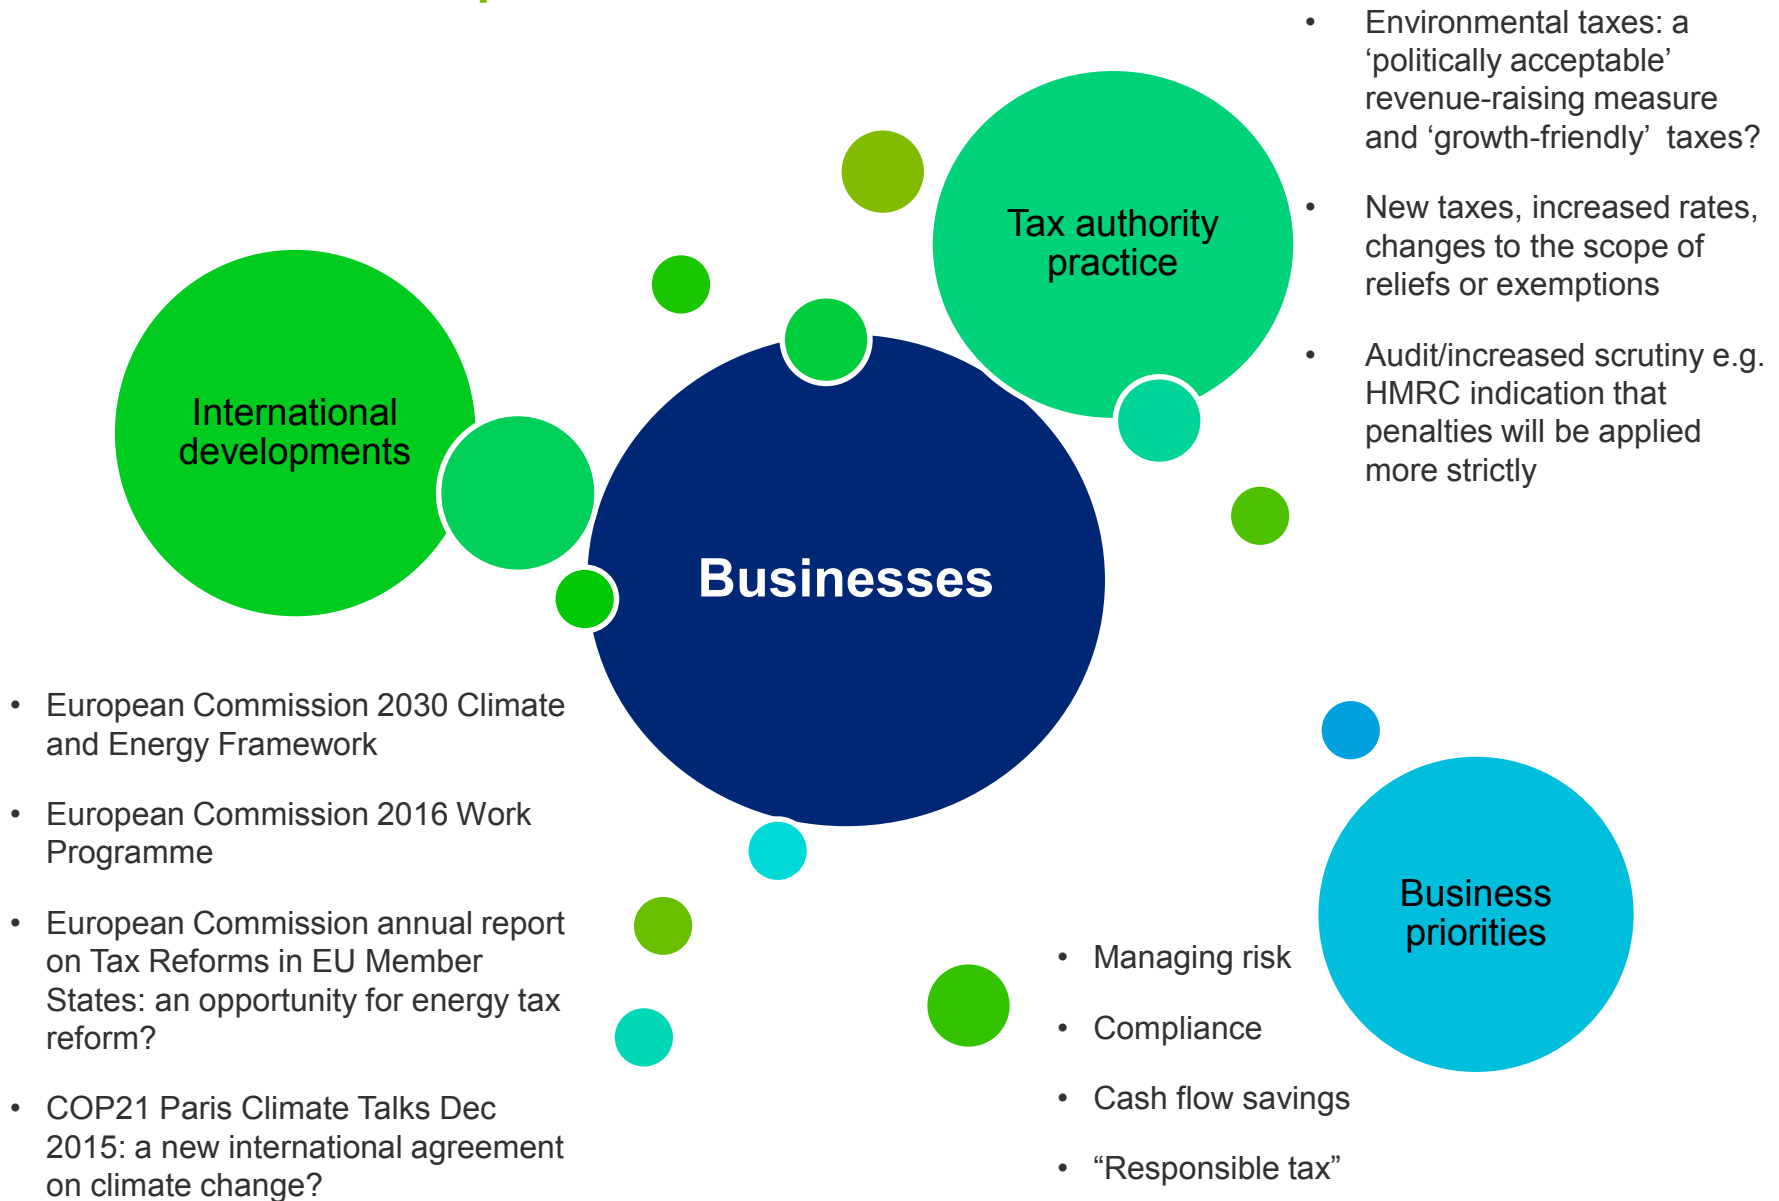 • Environmental taxes: a
‘politically acceptable’
revenue-raising measure
and ‘growth-friendly’ taxes?
• New taxes, increased rates,
changes to the scope of
reliefs or exemptions
• Audit/increased scrutiny e.g.
HMRC indication that
penalties will be applied
more strictly
Tax authority
practice
International
developments
Businesses
• European Commission 2030 Climate
and Energy Framework
• European Commission 2016 Work
Programme
• European Commission annual report
on Tax Reforms in EU Member
States: an opportunity for energy tax
reform?
• COP21 Paris Climate Talks Dec
2015: a new international agreement
on climate change?
Business
priorities
• Managing risk
• Compliance
• Cash flow savings
• “Responsible tax”